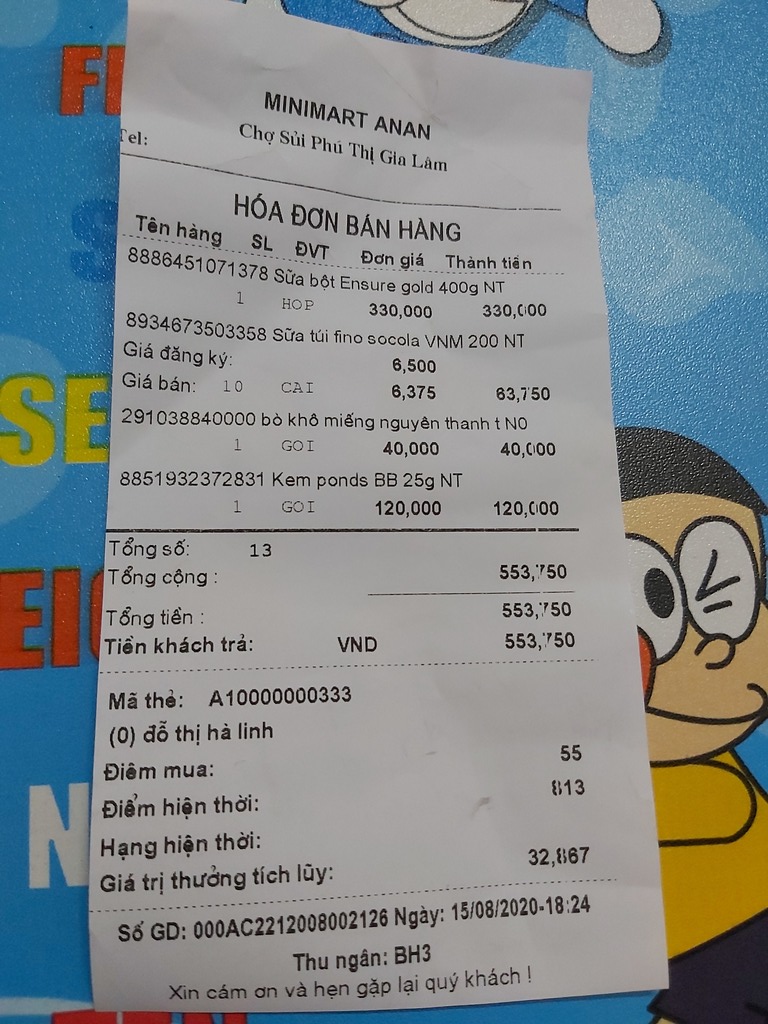 MINIMART ANAN
Tel: Chợ Sủi Phú Thị Gia Lâm
HÓA ĐƠN BÁN HÀNG
Tên hàng SL ĐVT Đơn giá Thành tiền
8886451071378 Sữa bột Ensure gold 400g NT
1 HOP 330,000 330,000
8934673503358 Sữa túi fino socola VNM 200 NT
Giá đăng ký: 6,500
Giá bán: 10 CAI 6,375 63,750
291038840000 bò khô miếng nguyên thanh t N0
1 GOI 40,000 40,000
8851932372831 Kem ponds BB 25g NT
1 GOI 120,000 120,000
Tổng số: 13
Tổng cộng : 553,750
Tổng tiền : 553,750
Tiền khách trả: VND 553,750
Mã thẻ: A10000000333
(0) đỗ thị hà linh
Điêm mua: 55
Điểm hiện thời: 813
Hạng hiện thời:
Giá trị thưởng tích lũy: 32,867
Số GD: 000AC2212008002126 Ngày: 15/08/2020-18:24
Thu ngân: BH3
Xin cám ơn và hẹn gặp lại quý khách !
SE
N